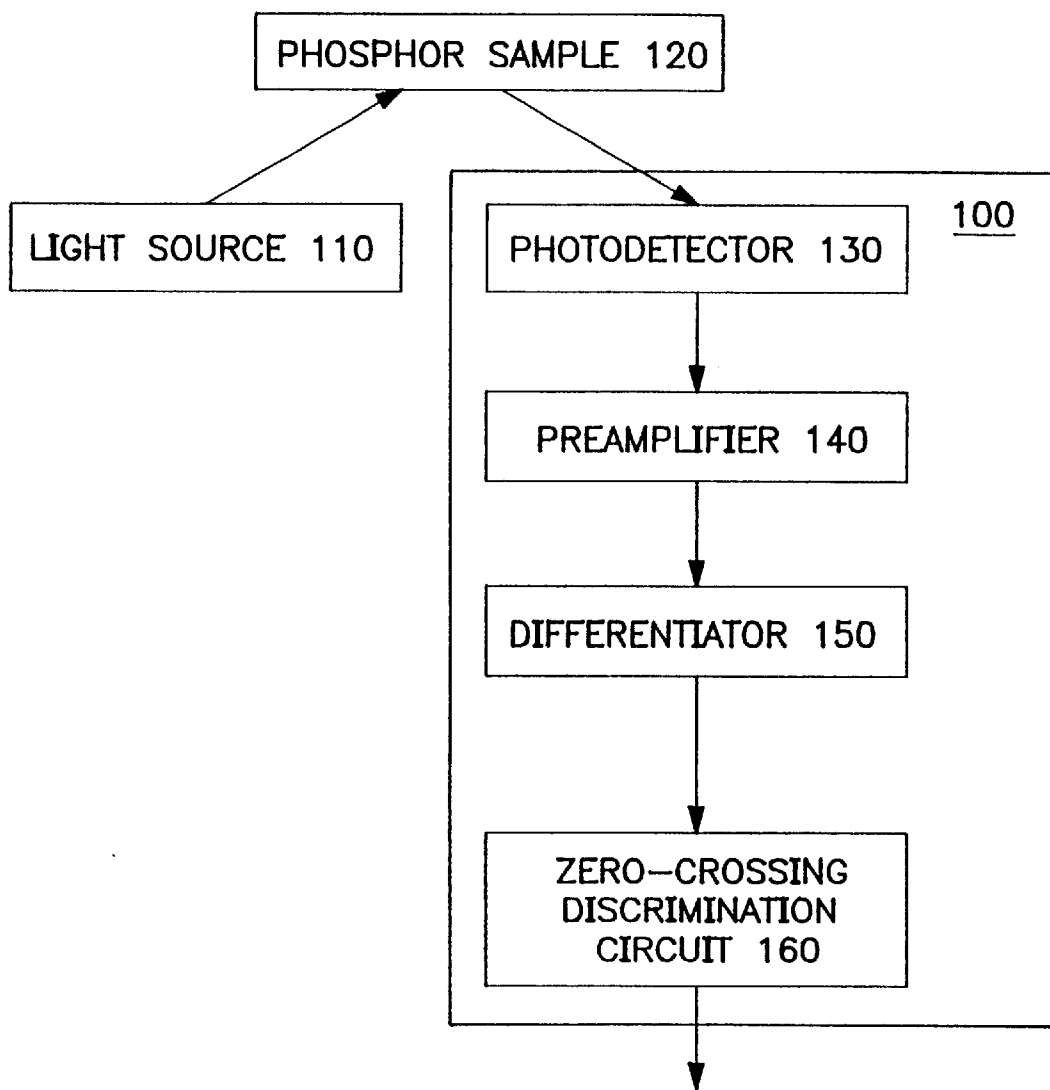 PHOSPHOR SAMPLE 120
LIGHT SOURCE 110
100
PHOTODETECTOR 130
PREAMPLIFIER 140
DIFFERENTIATOR 150
ZERO-CROSSING
DISCRIMINATION
CIRCUIT 160